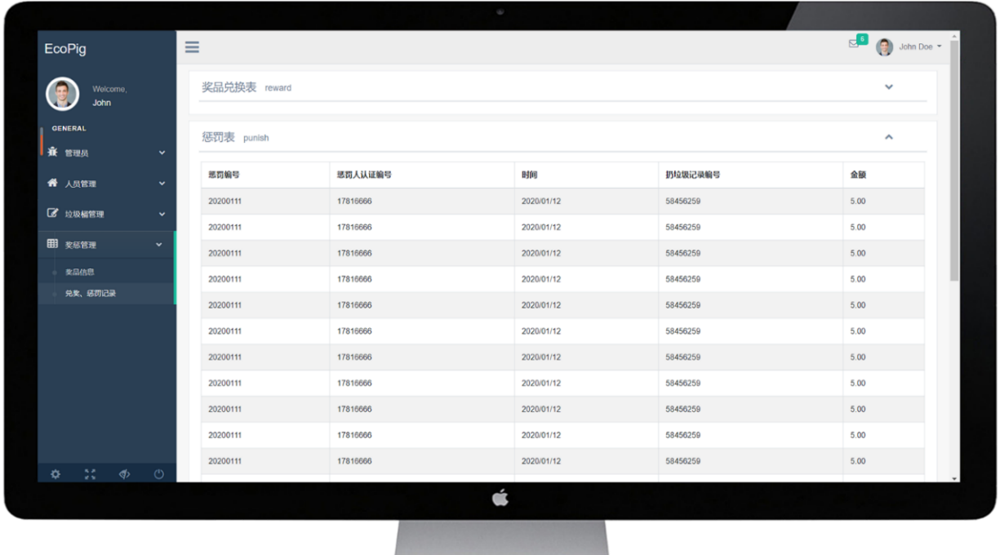 EcoPig
Welcome,
John
GENERAL
管理员
人员管理
垃圾桶管理
奖惩管理
奖品信息
兑奖、惩罚记录
6
John Doe
奖品兑换表 reward
惩罚表 punish
惩罚编号 惩罚人认证编号 时间 扔垃圾记录编号 金额
20200111 17816666 2020/01/12 58456259 5.00
20200111 17816666 2020/01/12 58456259 5.00
20200111 17816666 2020/01/12 58456259 5.00
20200111 17816666 2020/01/12 58456259 5.00
20200111 17816666 2020/01/12 58456259 5.00
20200111 17816666 2020/01/12 58456259 5.00
20200111 17816666 2020/01/12 58456259 5.00
20200111 17816666 2020/01/12 58456259 5.00
20200111 17816666 2020/01/12 58456259 5.00
20200111 17816666 2020/01/12 58456259 5.00
20200111 17816666 2020/01/12 58456259 5.00